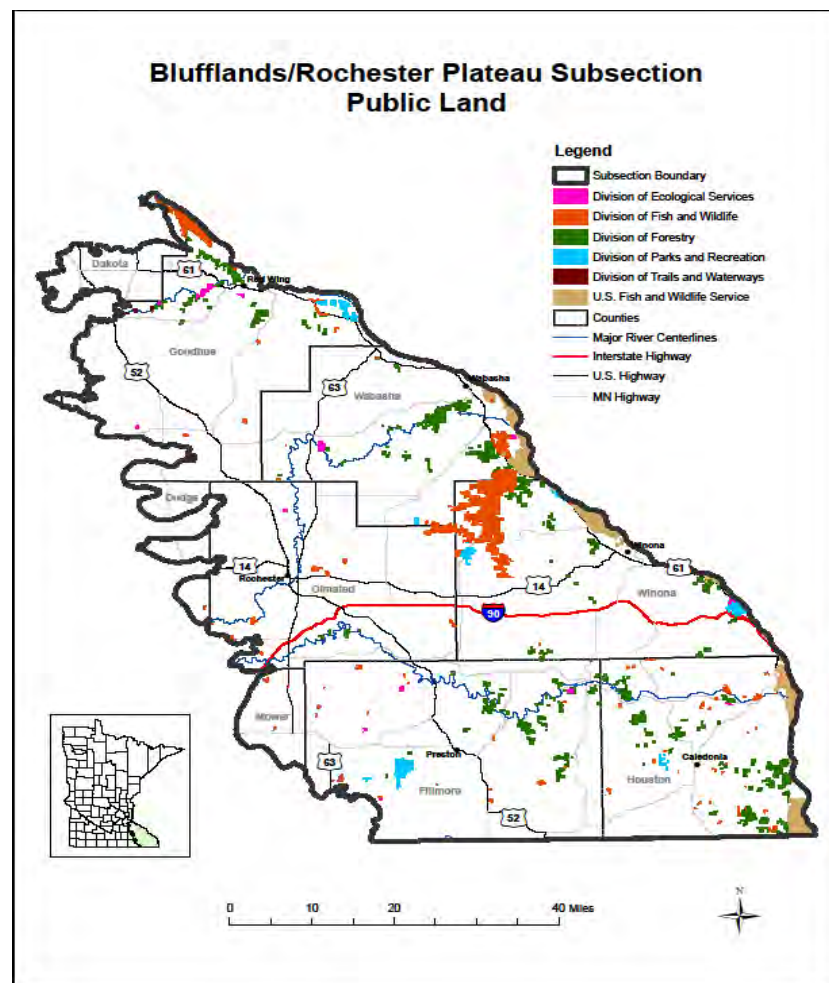 Blufflands/Rochester Plateau Subsection
Public Land
Legend
Subsection Boundary
Division of Ecological Services
Division of Fish and Wildlife
Division of Forestry
Division of Parks and Recreation
Division of Trails and Waterways
U.S. Fish and Wildlife Service
Counties
Major River Centerlines
Interstate Highway
U.S. Highway
MN Highway
Dakota
61
Red Wing
Goodhue
52
63
Wabasha
Wabasha
Dodge
14
Rochester
Olmsted
14
Winona
61
Winona
90
Mower
63
Preston
Fillmore
52
Caledonia
Houston
0 10 20 40 Miles
N